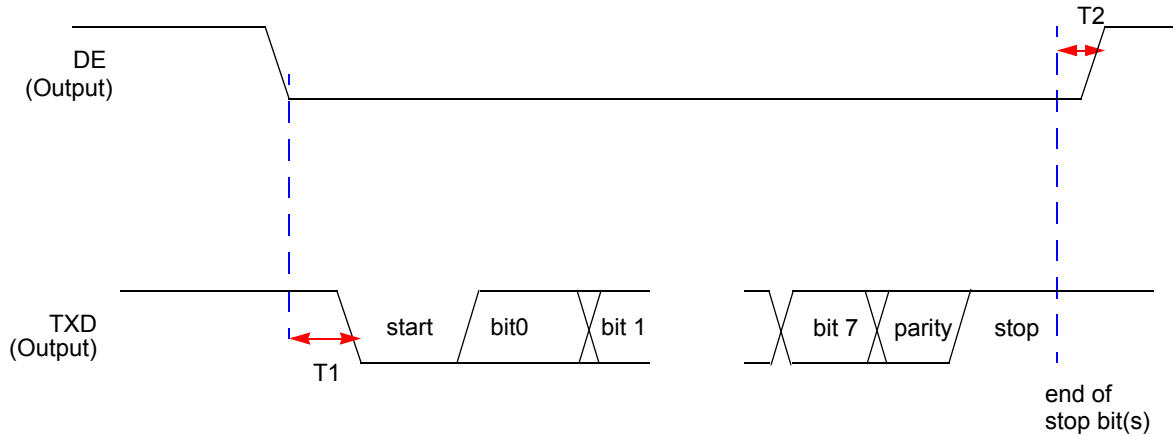 T2
DE
(Output)
TXD
(Output)
start
bit0
bit 1
bit 7
parity
stop
T1
end of
stop bit(s)